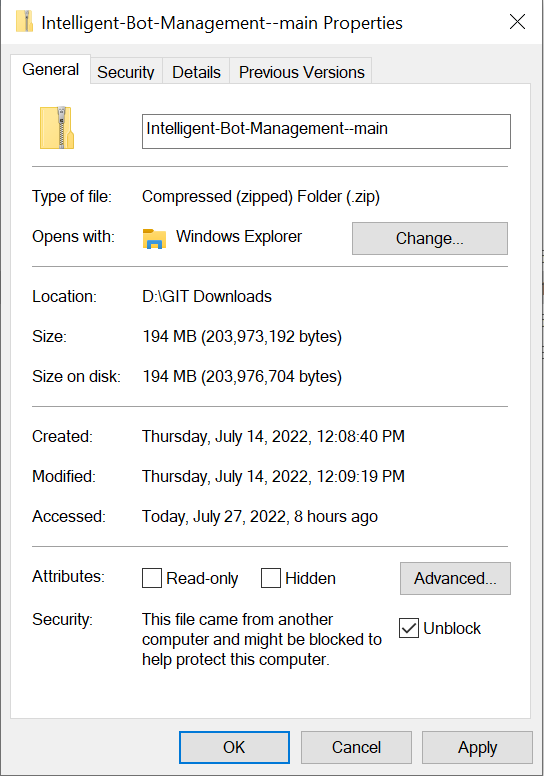 Intelligent-Bot-Management--main Properties
General Security Details Previous Versions
Intelligent-Bot-Management--main
Type of file: Compressed (zipped) Folder (.zip)
Opens with: Windows Explorer Change...
Location: D:\GIT Downloads
Size: 194 MB (203,973,192 bytes)
Size on disk: 194 MB (203,976,704 bytes)
Created: Thursday, July 14, 2022, 12:08:40 PM
Modified: Thursday, July 14, 2022, 12:09:19 PM
Accessed: Today, July 27, 2022, 8 hours ago
Attributes: Read-only Hidden Advanced...
Security: This file came from another
computer and might be blocked to Unblock
help protect this computer.
OK Cancel Apply